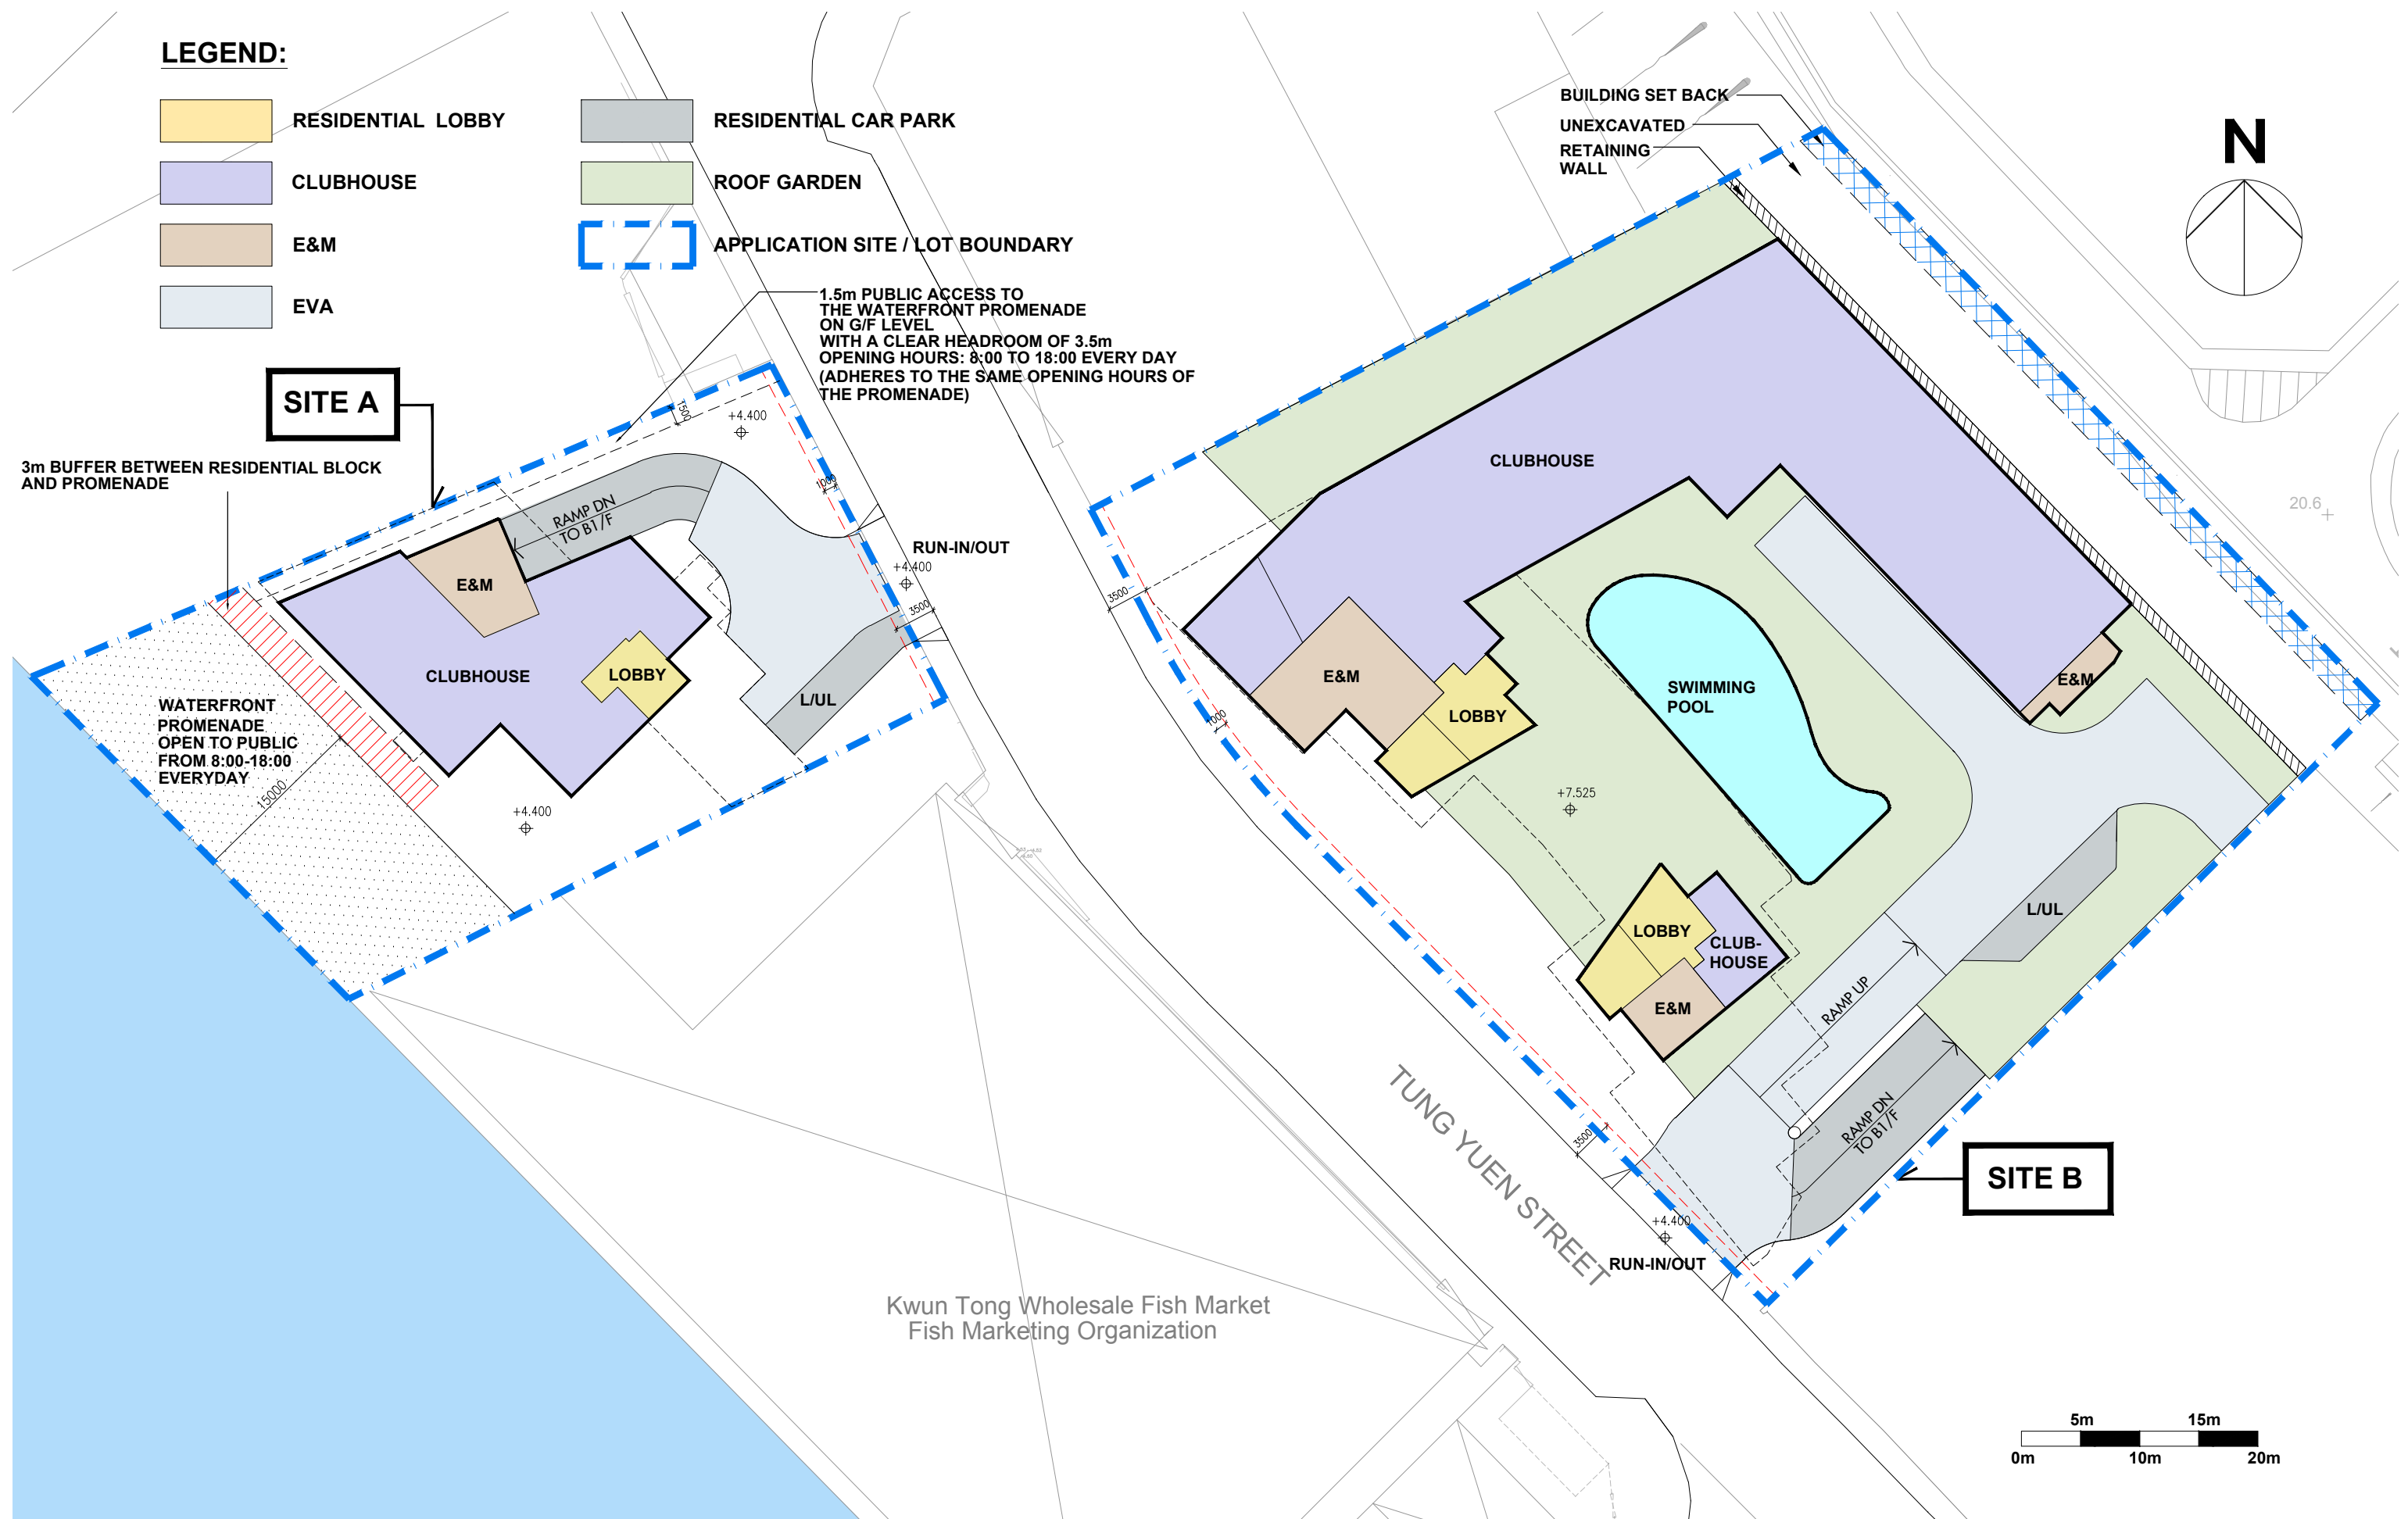 LEGEND:
RESIDENTIAL LOBBY
RESIDENTIAL CAR PARK
CLUBHOUSE
ROOF GARDEN
E&M
APPLICATION SITE / LOT BOUNDARY
EVA
1.5m PUBLIC ACCESS TO
THE WATERFRONT PROMENADE
ON G/F LEVEL
WITH A CLEAR HEADROOM OF 3.5m
OPENING HOURS: 8:00 TO 18:00 EVERY DAY
(ADHERES TO THE SAME OPENING HOURS OF
THE PROMENADE)
BUILDING SET BACK
UNEXCAVATED
RETAINING
WALL
N
SITE A
3m BUFFER BETWEEN RESIDENTIAL BLOCK
AND PROMENADE
1500
+4.400
1000
RAMP DN
TO B1/F
RUN-IN/OUT
+4.400
3500
E&M
CLUBHOUSE
LOBBY
L/UL
WATERFRONT
PROMENADE
OPEN TO PUBLIC
FROM 8:00-18:00
EVERYDAY
15000
+4.400
CLUBHOUSE
20.6
3500
E&M
LOBBY
1000
SWIMMING
POOL
E&M
+7.525
LOBBY
CLUB-
HOUSE
E&M
L/UL
RAMP UP
RAMP DN
TO B1/F
SITE B
TUNG YUEN STREET
3500
+4.400
RUN-IN/OUT
Kwun Tong Wholesale Fish Market
Fish Marketing Organization
5m
15m
0m
10m
20m